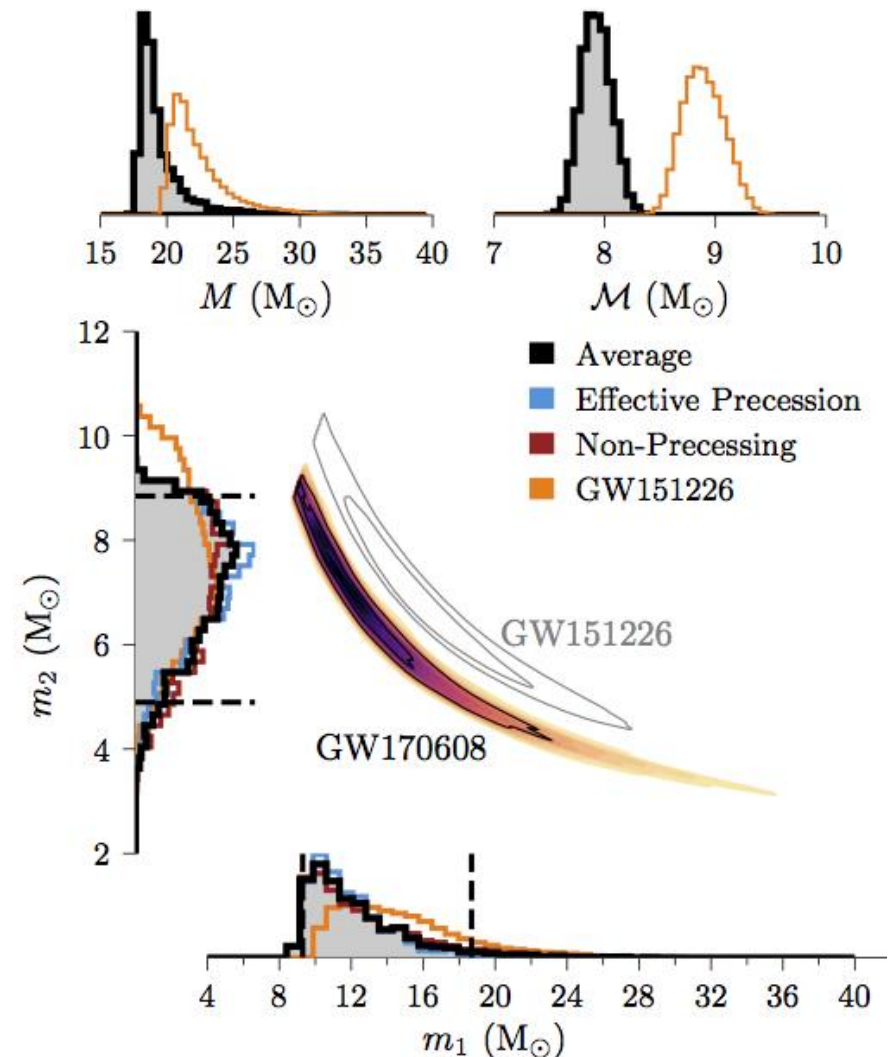 15 20 25 30 35 40
M (M⊙)
7 8 9 10
ℳ (M⊙)
12
10
8
6
4
2
m₂ (M⊙)
Average
Effective Precession
Non-Precessing
GW151226
GW151226
GW170608
4 8 12 16 20 24 28 32 36 40
m₁ (M⊙)